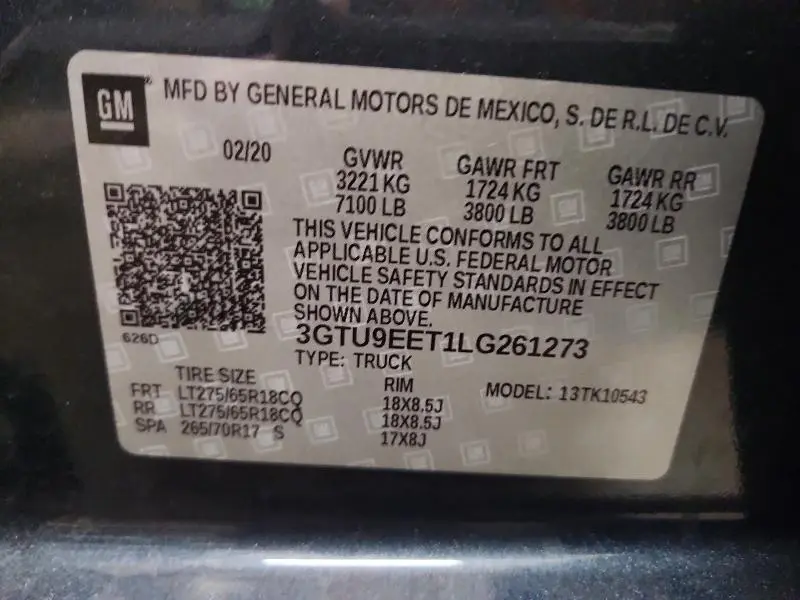 GM
MFD BY GENERAL MOTORS DE MEXICO, S. DE R.L. DE C.V.
02/20
GVWR
3221 KG
7100 LB
GAWR FRT
1724 KG
3800 LB
GAWR RR
1724 KG
3800 LB
THIS VEHICLE CONFORMS TO ALL
APPLICABLE U.S. FEDERAL MOTOR
VEHICLE SAFETY STANDARDS IN EFFECT
ON THE DATE OF MANUFACTURE
SHOWN ABOVE.
626D
3GTU9EET1LG261273
TYPE: TRUCK
TIRE SIZE
RIM
MODEL: 13TK10543
FRT LT275/65R18CQ 18X8.5J
RR LT275/65R18CQ 18X8.5J
SPA 265/70R17 S 17X8J